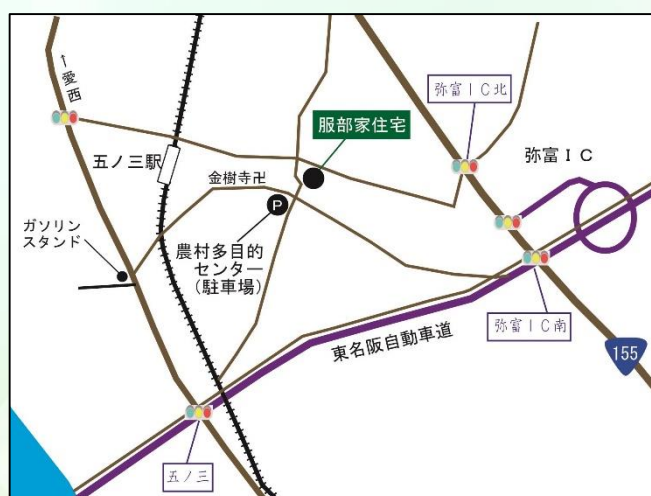 ←愛西
弥富IC北
服部家住宅
弥富IC
五ノ三駅
金樹寺卍
P
ガソリン
スタンド
農村多目的
センター
(駐車場)
弥富IC南
東名阪自動車道
155
五ノ三